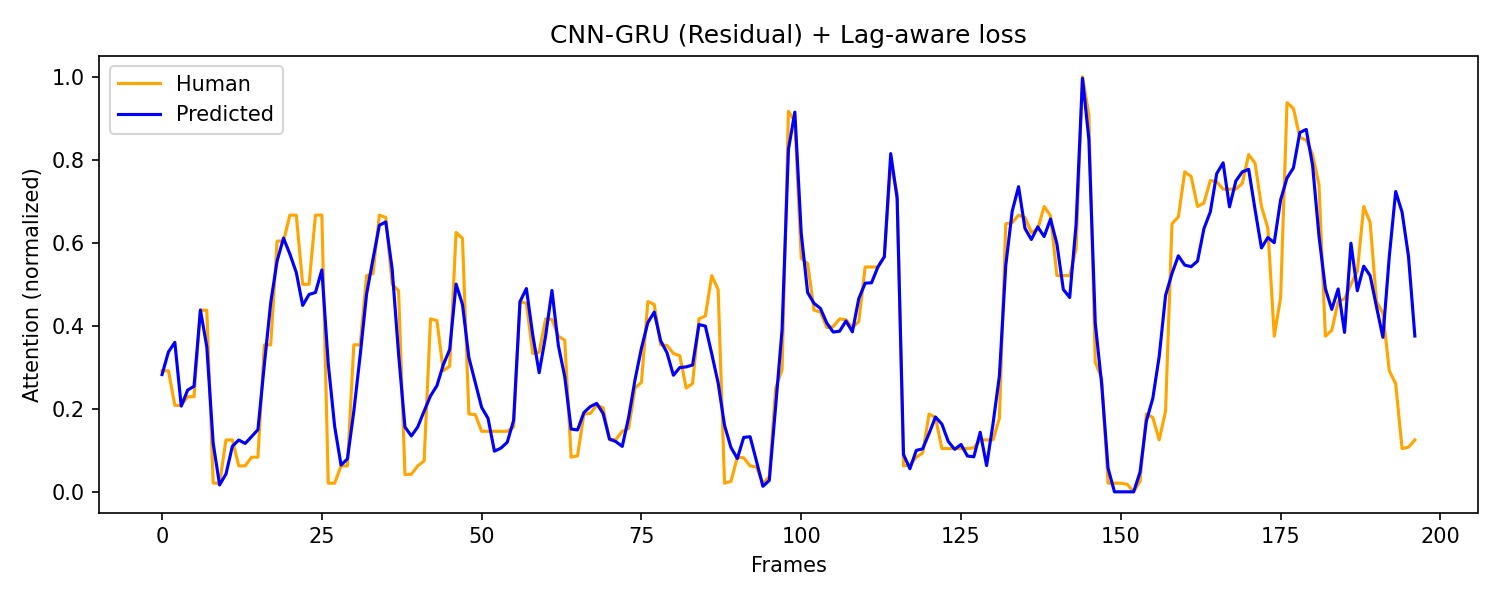 CNN-GRU (Residual) + Lag-aware loss
Human
Predicted
Attention (normalized)
1.0
0.8
0.6
0.4
0.2
0.0
0 25 50 75 100 125 150 175 200
Frames